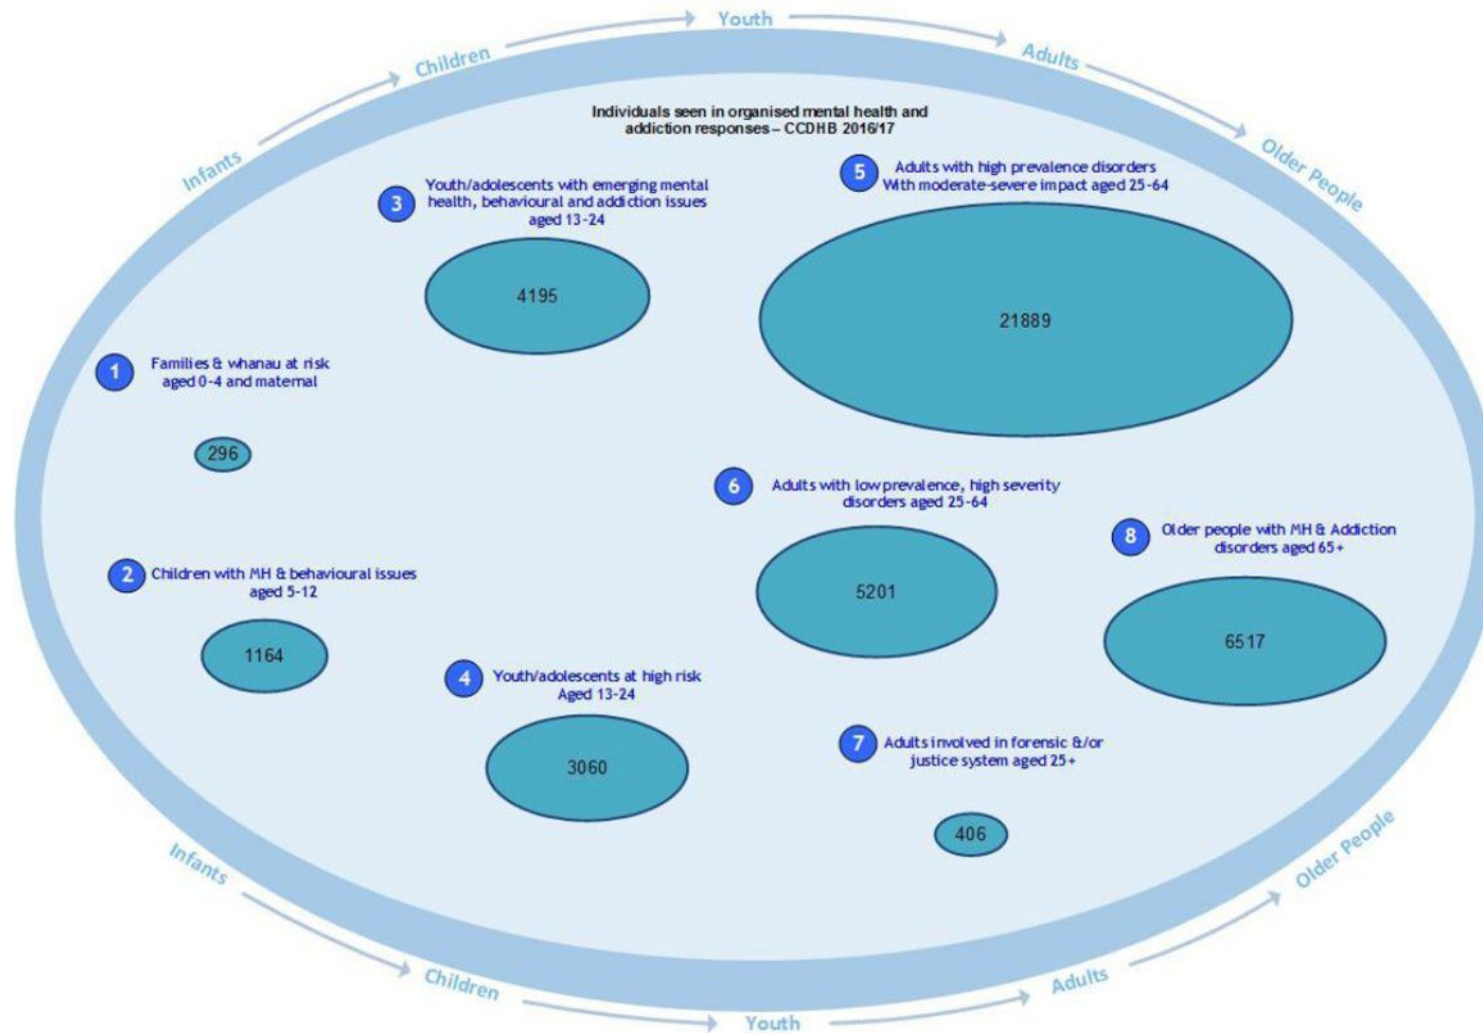 Infants
Children
Youth
Adults
Older People
Individuals seen in organised mental health and
addiction responses – CCDHB 2016/17
1
Families & whanau at risk
aged 0-4 and maternal
296
2
Children with MH & behavioural issues
aged 5-12
1164
3
Youth/adolescents with emerging mental
health, behavioural and addiction issues
aged 13-24
4195
4
Youth/adolescents at high risk
Aged 13-24
3060
5
Adults with high prevalence disorders
With moderate-severe impact aged 25-64
21889
6
Adults with low prevalence, high severity
disorders aged 25-64
5201
7
Adults involved in forensic &/or
justice system aged 25+
406
8
Older people with MH & Addiction
disorders aged 65+
6517
Infants
Children
Youth
Adults
Older People